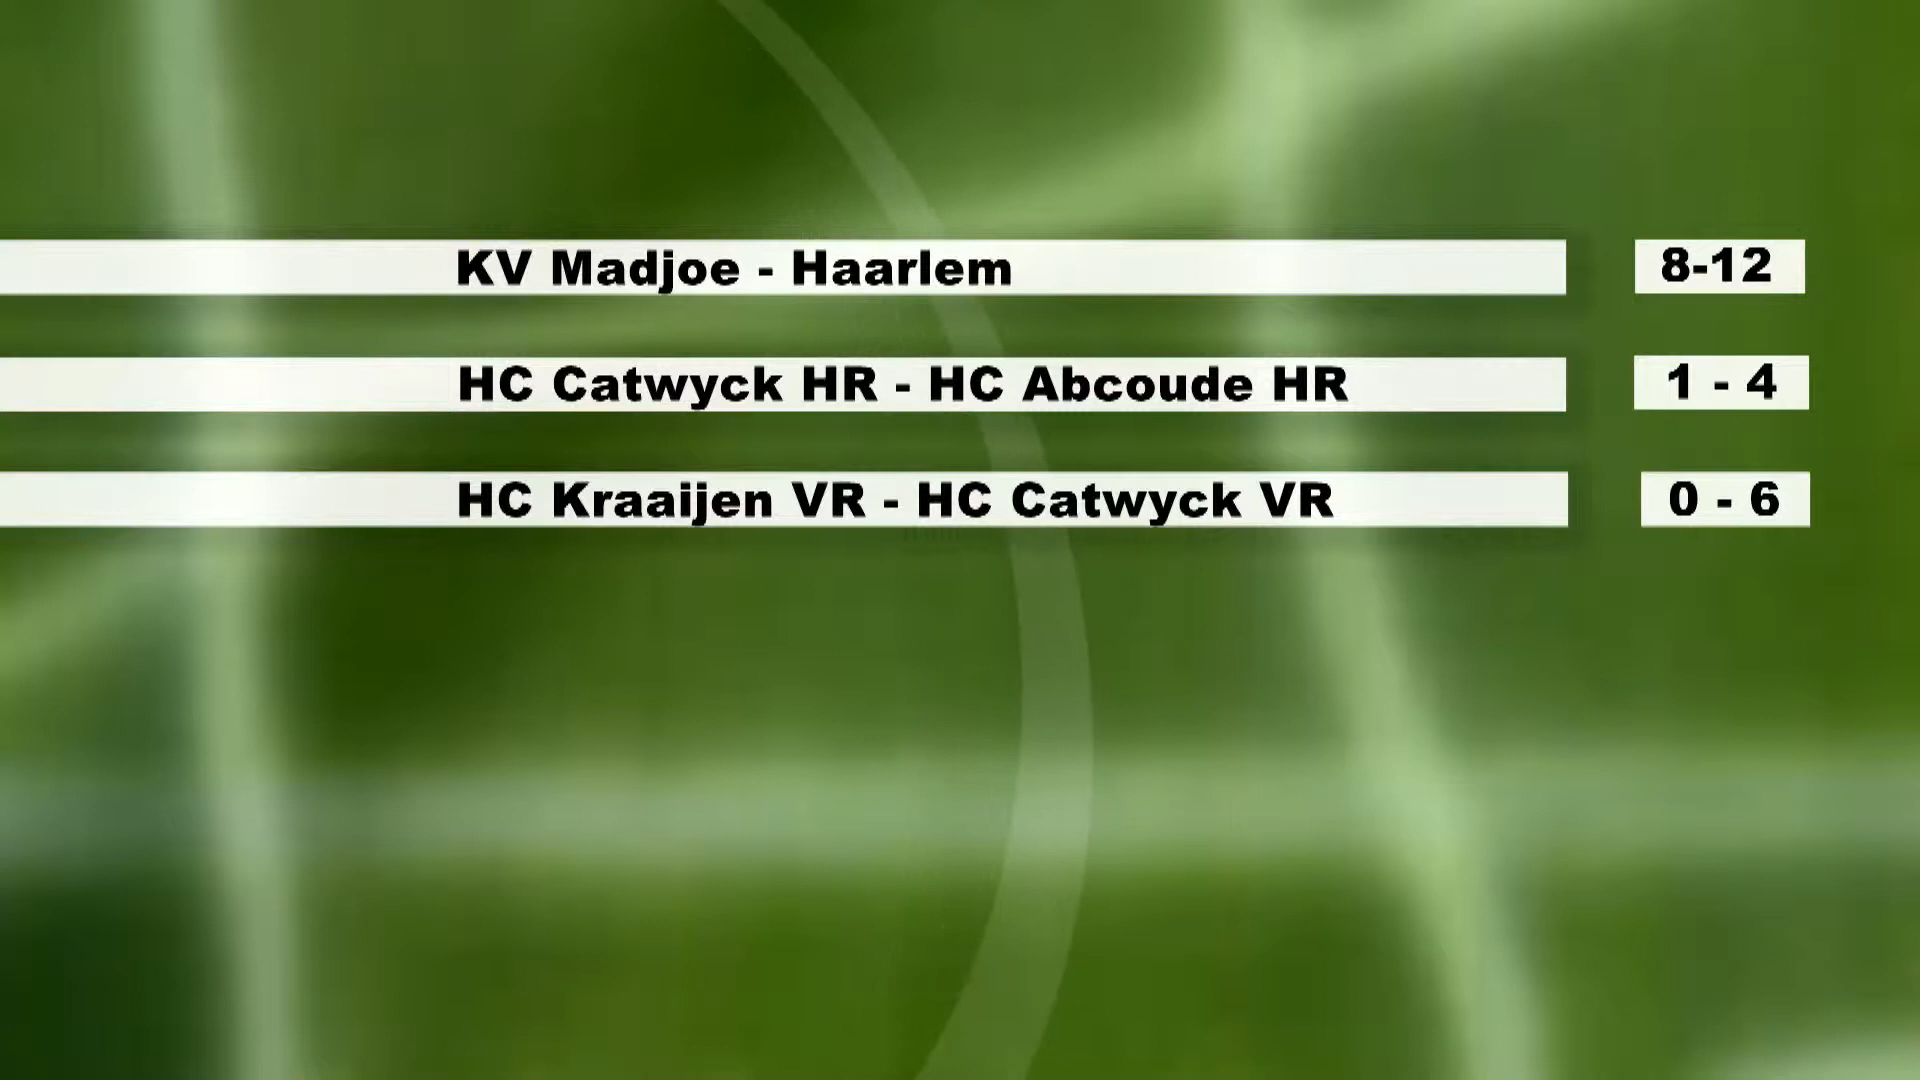 KV Madjoe - Haarlem 8-12
HC Catwyck HR - HC Abcoude HR 1 - 4
HC Kraaijen VR - HC Catwyck VR 0 - 6